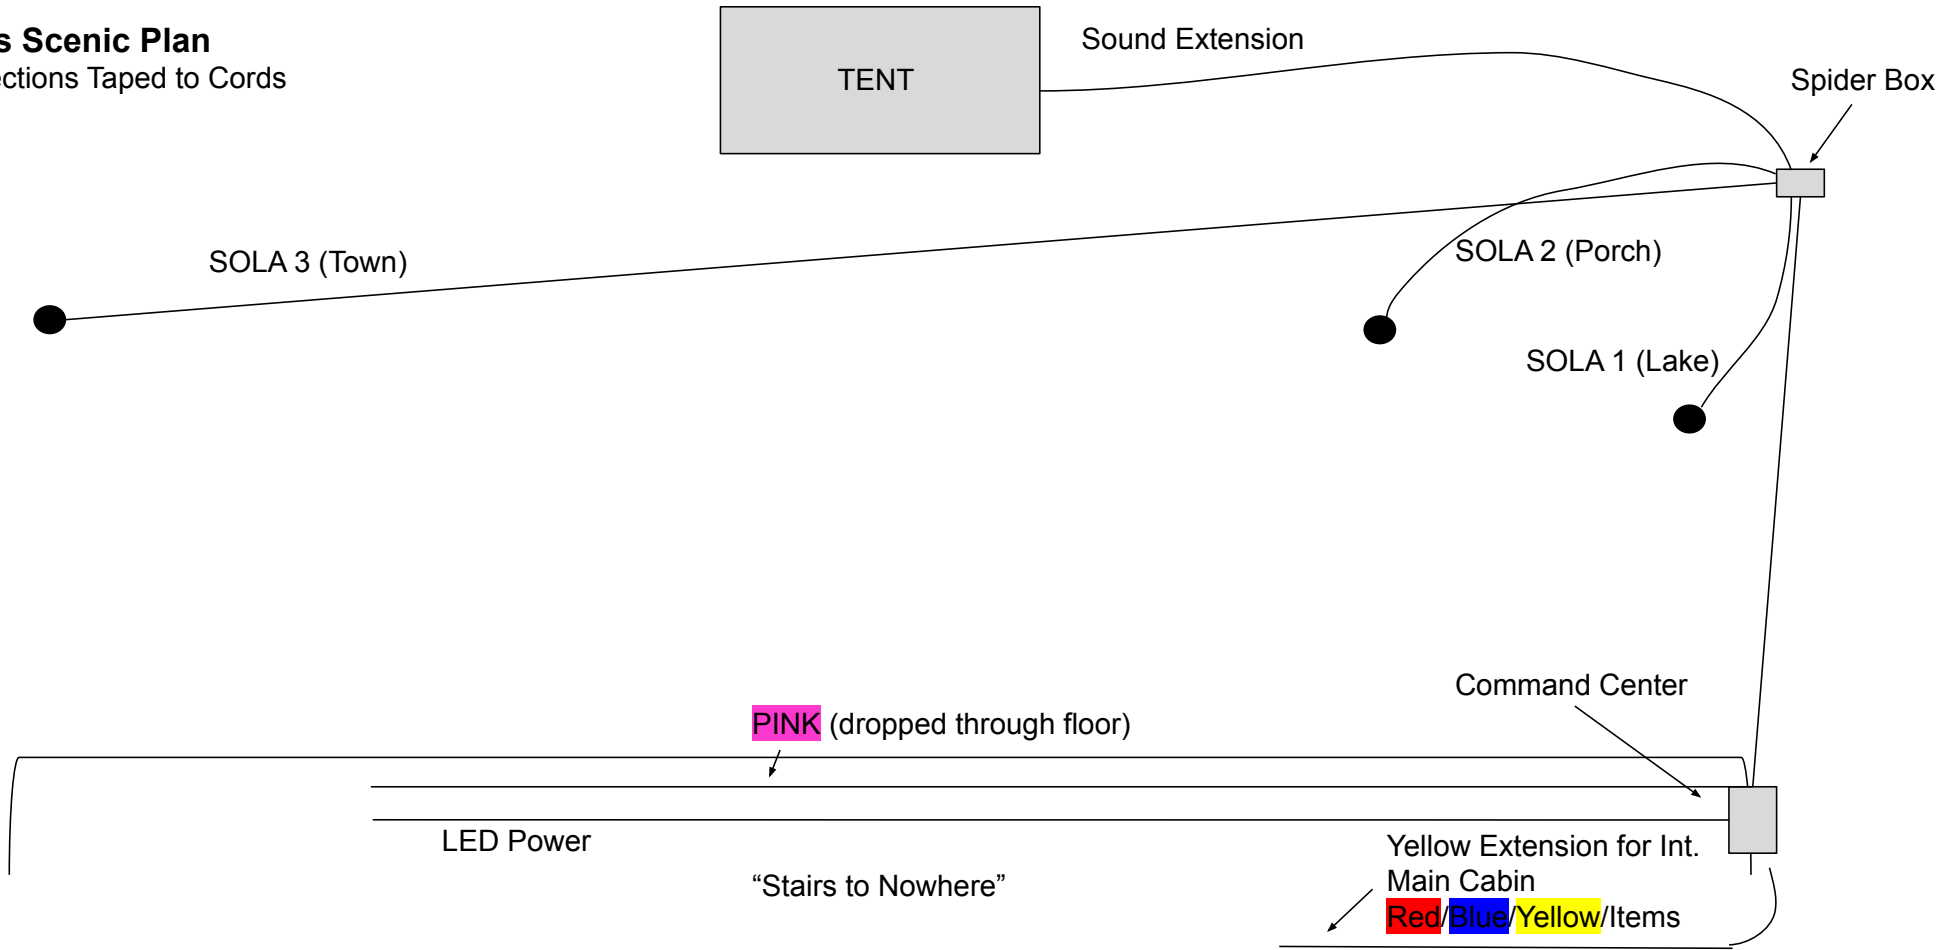 s Scenic Plan
ections Taped to Cords
TENT
Sound Extension
Spider Box
SOLA 3 (Town)
SOLA 2 (Porch)
SOLA 1 (Lake)
Command Center
PINK (dropped through floor)
LED Power
“Stairs to Nowhere”
Yellow Extension for Int.
Main Cabin
Red/Blue/Yellow/Items